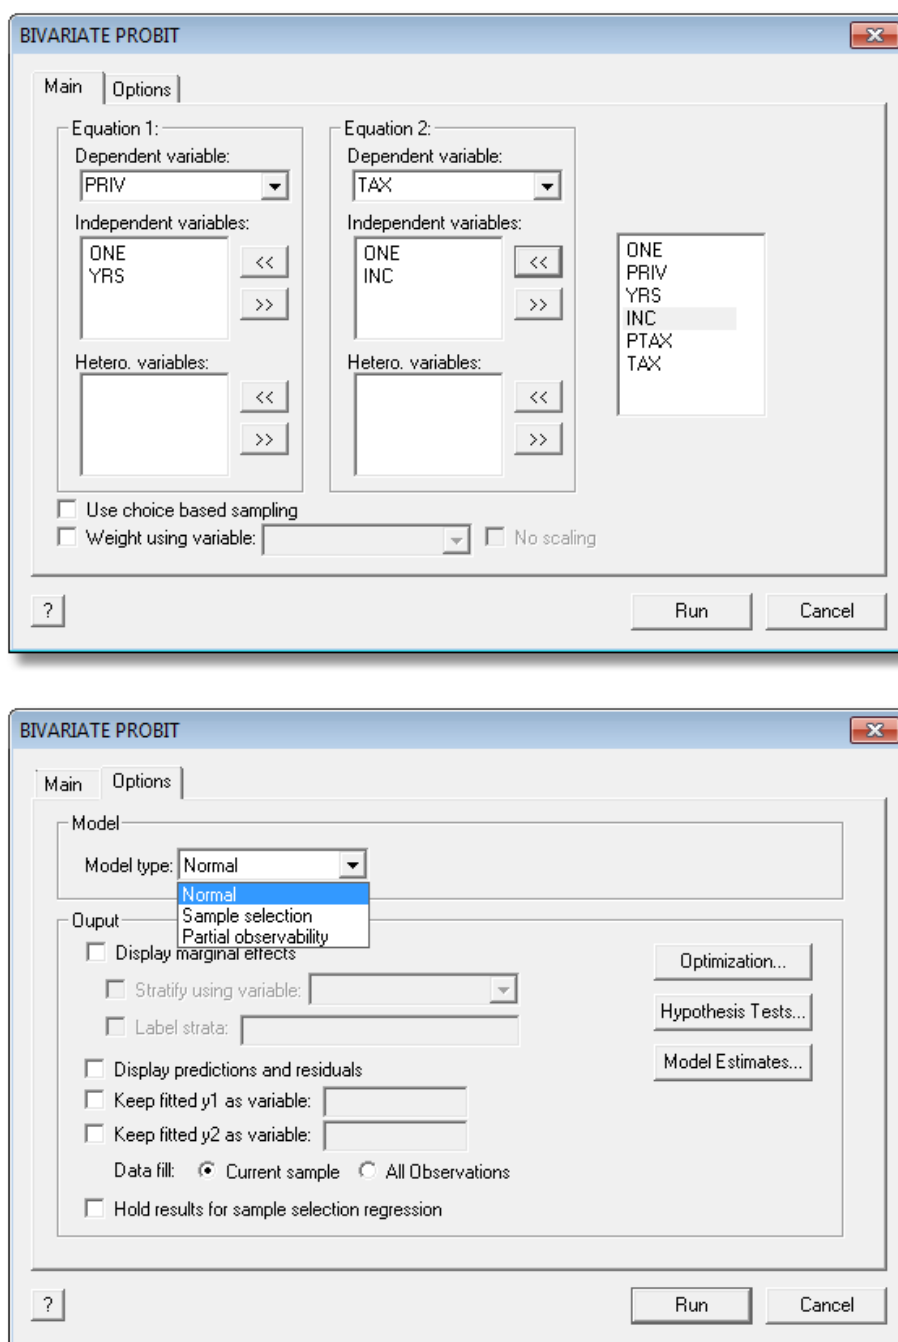 BIVARIATE PROBIT
Main Options
Equation 1: Equation 2:
Dependent variable: Dependent variable:
PRIV TAX
Independent variables: Independent variables:
ONE ONE ONE
YRS << INC << PRIV
>> >> YRS
INC
PTAX
TAX
Hetero. variables: Hetero. variables:
<< <<
>> >>
Use choice based sampling
Weight using variable: No scaling
? Run Cancel
BIVARIATE PROBIT
Main Options
Model
Model type: Normal
Normal
Sample selection
Partial observability
Ouput
Display marginal effects Optimization...
Stratify using variable:
Label strata: Hypothesis Tests...
Display predictions and residuals Model Estimates...
Keep fitted y1 as variable:
Keep fitted y2 as variable:
Data fill: Current sample All Observations
Hold results for sample selection regression
? Run Cancel